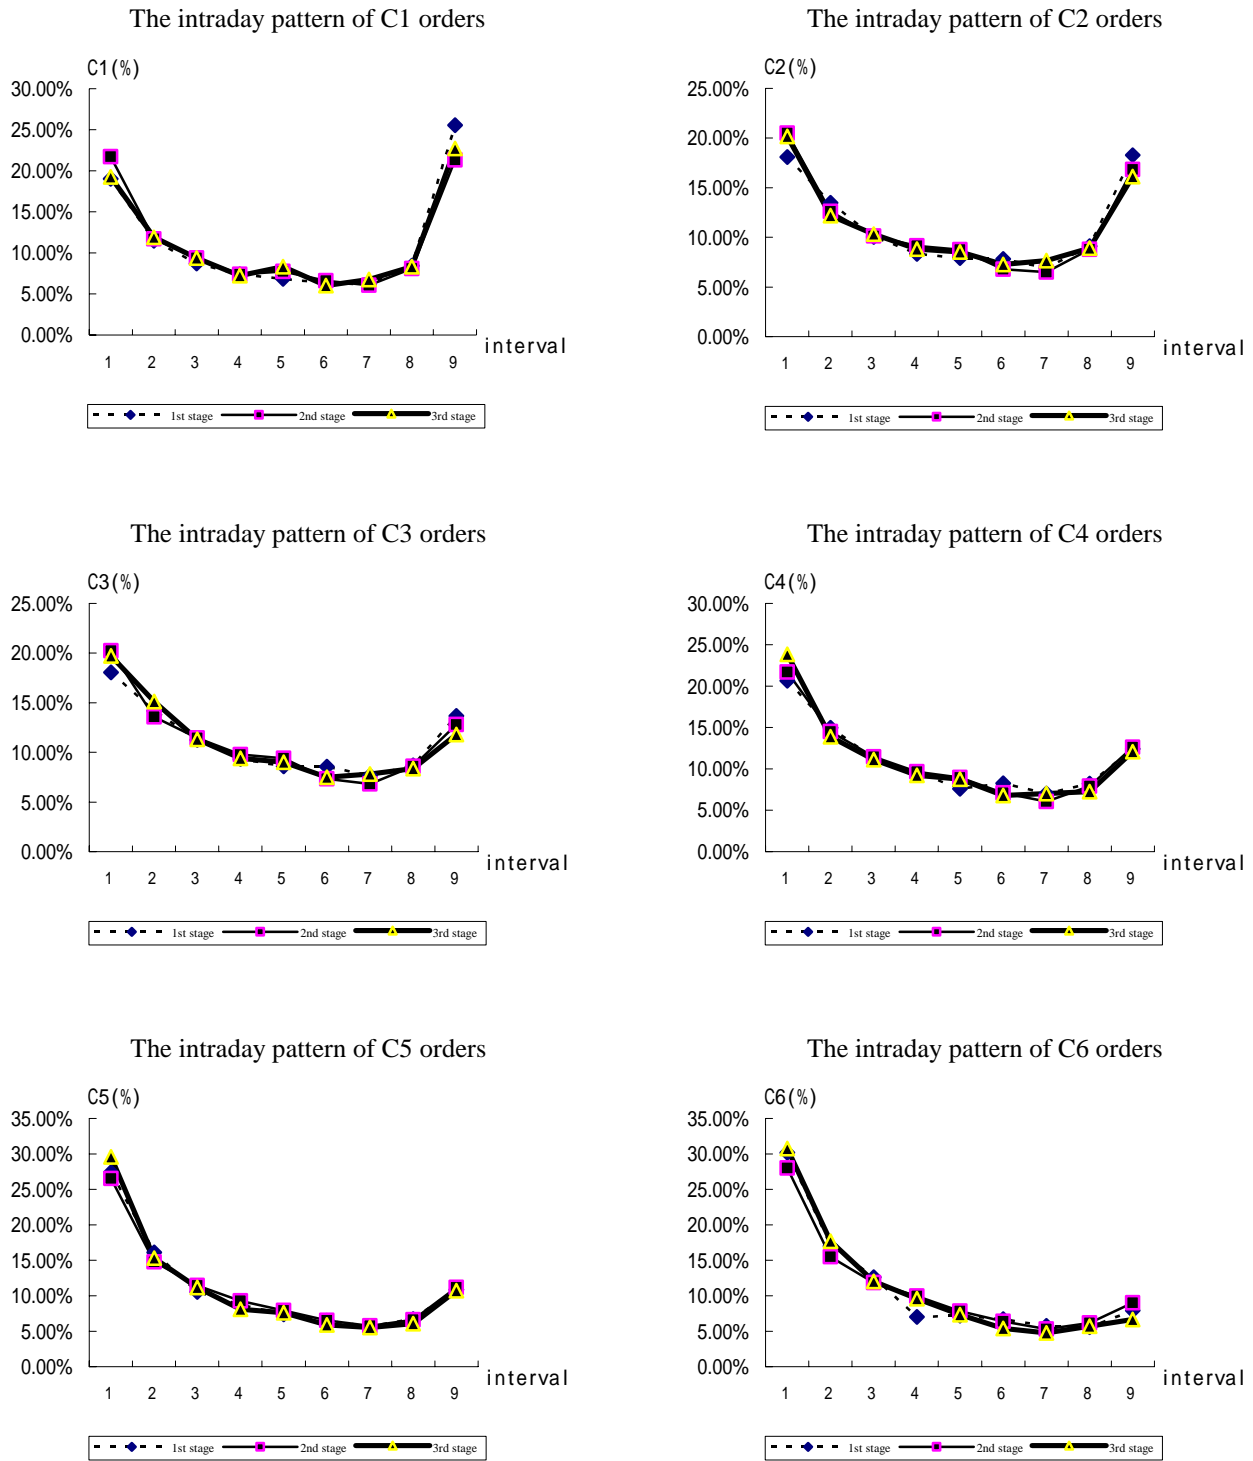 The intraday pattern of C1 orders
C1(%)
30.00%
25.00%
20.00%
15.00%
10.00%
5.00%
0.00%
1 2 3 4 5 6 7 8 9
interval
1st stage 2nd stage 3rd stage
The intraday pattern of C2 orders
C2(%)
25.00%
20.00%
15.00%
10.00%
5.00%
0.00%
1 2 3 4 5 6 7 8 9
interval
1st stage 2nd stage 3rd stage
The intraday pattern of C3 orders
C3(%)
25.00%
20.00%
15.00%
10.00%
5.00%
0.00%
1 2 3 4 5 6 7 8 9
interval
1st stage 2nd stage 3rd stage
The intraday pattern of C4 orders
C4(%)
30.00%
25.00%
20.00%
15.00%
10.00%
5.00%
0.00%
1 2 3 4 5 6 7 8 9
interval
1st stage 2nd stage 3rd stage
The intraday pattern of C5 orders
C5(%)
35.00%
30.00%
25.00%
20.00%
15.00%
10.00%
5.00%
0.00%
1 2 3 4 5 6 7 8 9
interval
1st stage 2nd stage 3rd stage
The intraday pattern of C6 orders
C6(%)
35.00%
30.00%
25.00%
20.00%
15.00%
10.00%
5.00%
0.00%
1 2 3 4 5 6 7 8 9
interval
1st stage 2nd stage 3rd stage